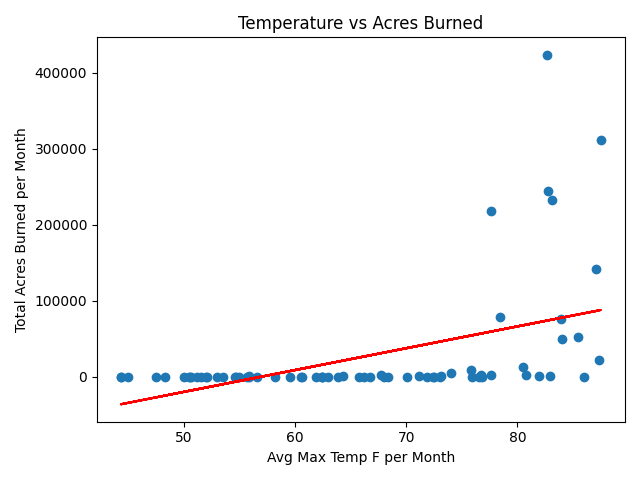 Temperature vs Acres Burned
400000
300000
200000
100000
0
Total Acres Burned per Month
50 60 70 80
Avg Max Temp F per Month